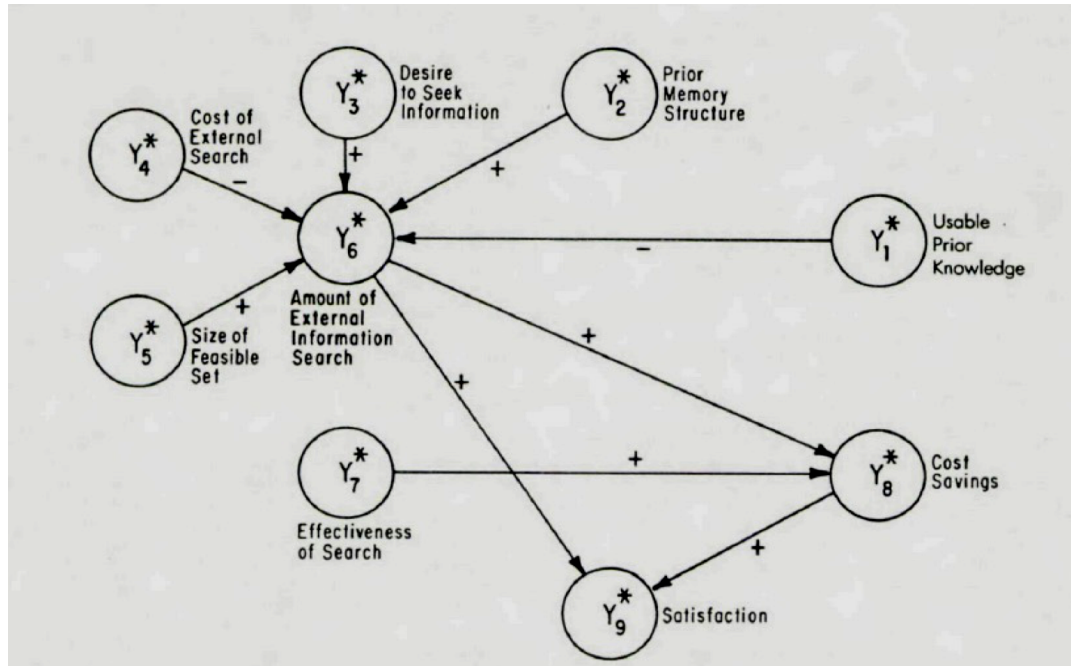 Y3*
Desire
to Seek
Information
Y2*
Prior
Memory
Structure
Y4*
Cost of
External
Search
+
+
−
Y6*
Amount of
External
Information
Search
−
Y1*
Usable
Prior
Knowledge
Y5*
Size of
Feasible
Set
+
+
+
Y7*
Effectiveness
of Search
+
Y8*
Cost
Savings
+
Y9*
Satisfaction